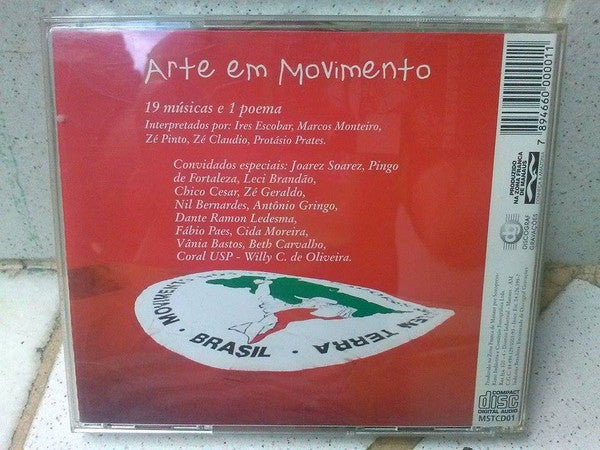 Arte em Movimento
19 músicas e 1 poema
Interpretados por: Ires Escobar, Marcos Monteiro,
Zé Pinto, Zé Claudio, Protásio Prates.
Convidados especiais: Joarez Soarez, Pingo
de Fortaleza, Leci Brandão,
Chico Cesar, Zé Geraldo,
Nil Bernardes, Antônio Gringo,
Dante Ramon Ledesma,
Fábio Paes, Cida Moreira,
Vânia Bastos, Beth Carvalho,
Coral USP - Willy C. de Oliveira.
MOVIMENT
SEM TERRA
BRASIL
7 894660 000011
PRODUZIDO
NA ZONA FRANCA
DE MANAUS
DISCOGRAF
GRAVAÇÕES
COMPACT
disc
DIGITAL AUDIO
MSTCD01